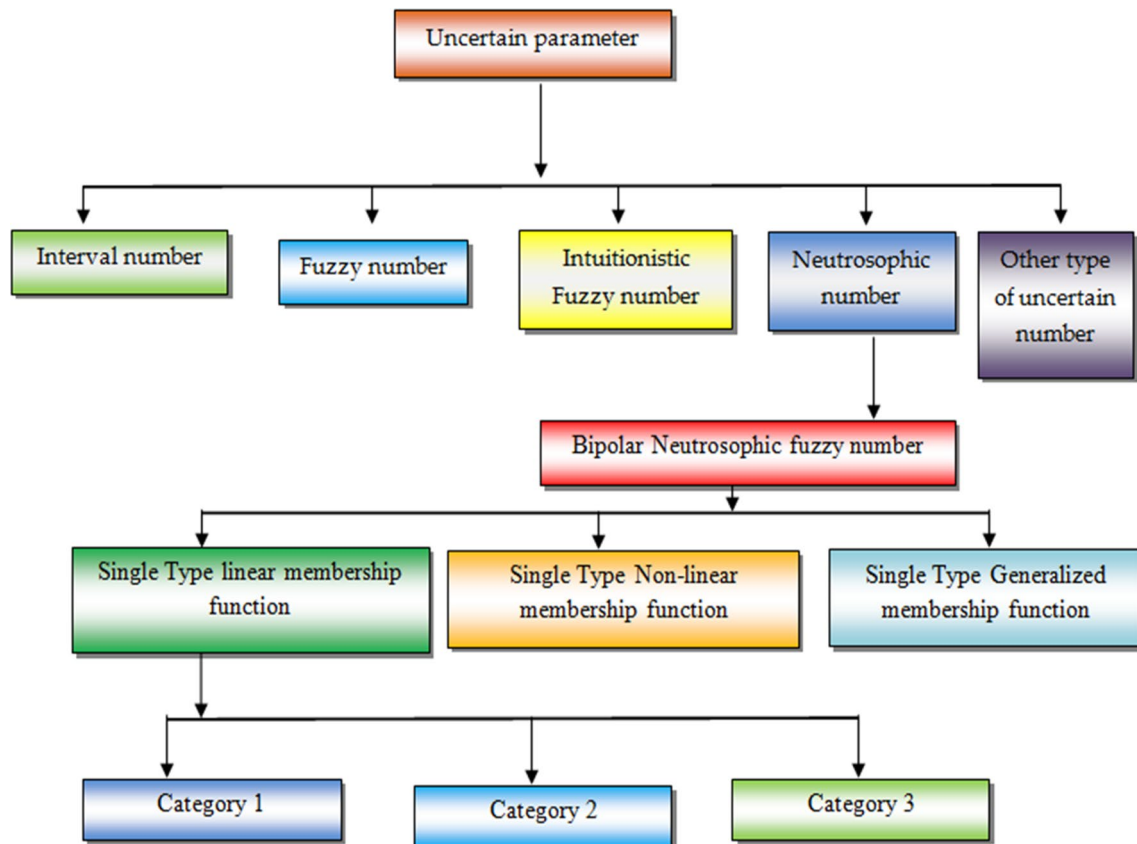 Uncertain parameter
Interval number
Fuzzy number
Intuitionistic
Fuzzy number
Neutrosophic
number
Other type
of uncertain
number
Bipolar Neutrosophic fuzzy number
Single Type linear membership
function
Single Type Non-linear
membership function
Single Type Generalized
membership function
Category 1
Category 2
Category 3